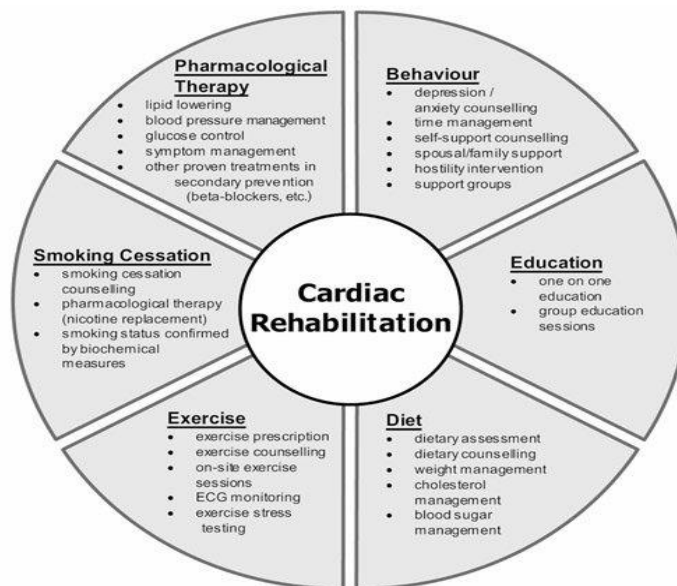 Pharmacological
Therapy
• lipid lowering
• blood pressure management
• glucose control
• symptom management
• other proven treatments in
secondary prevention
(beta-blockers, etc.)
Behaviour
• depression /
anxiety counselling
• time management
• self-support counselling
• spousal/family support
• hostility intervention
• support groups
Smoking Cessation
• smoking cessation
counselling
• pharmacological therapy
(nicotine replacement)
• smoking status confirmed
by biochemical
measures
Cardiac
Rehabilitation
Education
• one on one
education
• group education
sessions
Exercise
• exercise prescription
• exercise counselling
• on-site exercise
sessions
• ECG monitoring
• exercise stress
testing
Diet
• dietary assessment
• dietary counselling
• weight management
• cholesterol
management
• blood sugar
management